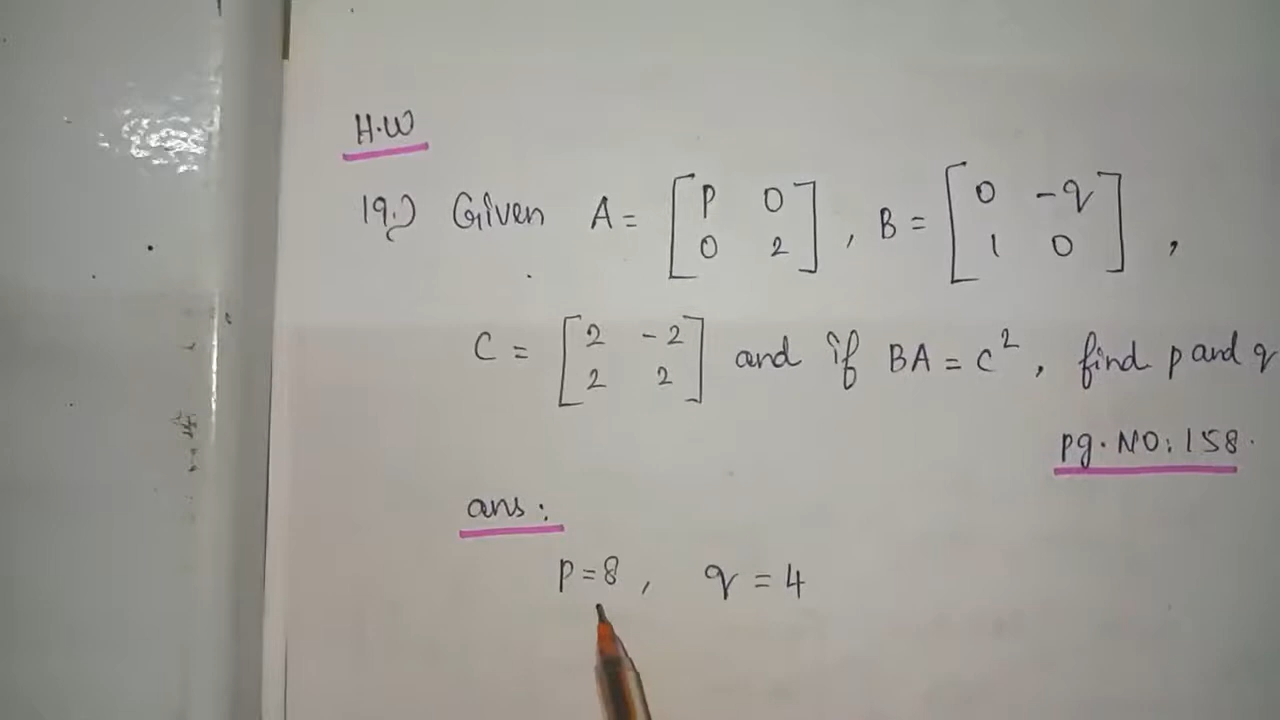 H.W
19.) Given A = [p 0 0 2], B = [0 -q 1 0],
C = [2 -2 2 2] and if BA = C², find p and q
pg.NO:158.
ans:
p=8, q=4